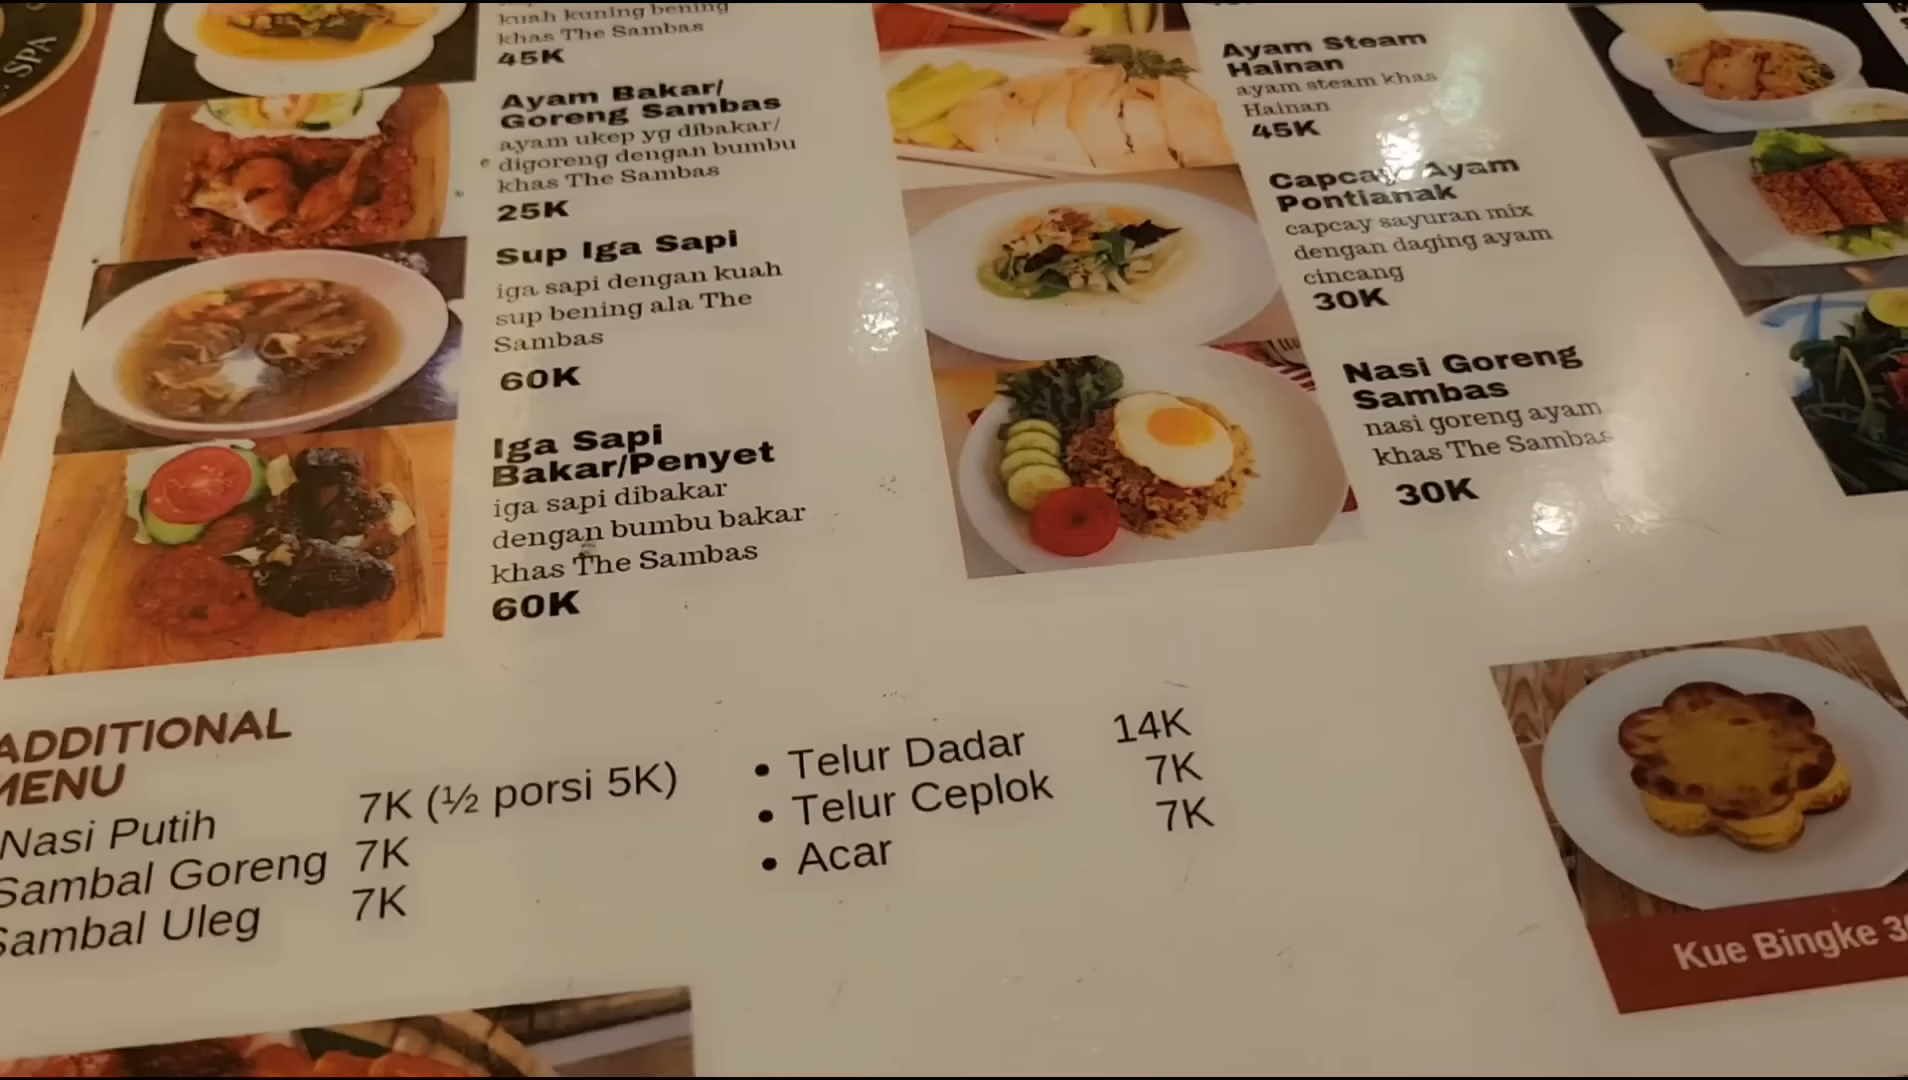 SPA
kuah kuning bening
khas The Sambas
45K
Ayam Bakar/
Goreng Sambas
ayam ukep yg dibakar/
digoreng dengan bumbu
khas The Sambas
25K
Sup Iga Sapi
iga sapi dengan kuah
sup bening ala The
Sambas
60K
Iga Sapi
Bakar/Penyet
iga sapi dibakar
dengan bumbu bakar
khas The Sambas
60K
Ayam Steam
Hainan
ayam steam khas
Hainan
45K
Capcay Ayam
Pontianak
capcay sayuran mix
dengan daging ayam
cincang
30K
Nasi Goreng
Sambas
nasi goreng ayam
khas The Sambas
30K
ADDITIONAL
MENU
Nasi Putih 7K (½ porsi 5K)
Sambal Goreng 7K
Sambal Uleg 7K
• Telur Dadar 14K
• Telur Ceplok 7K
• Acar 7K
Kue Bingke